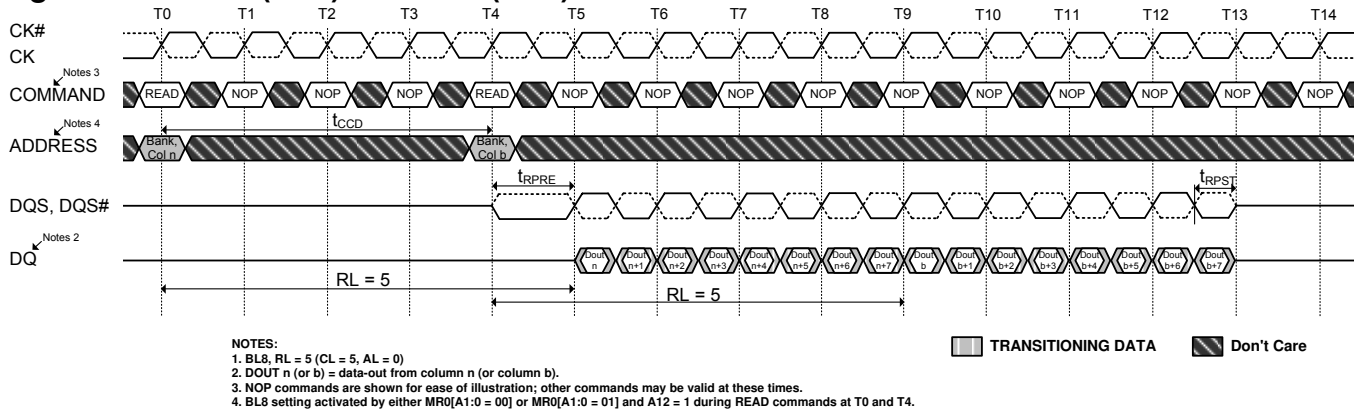 T0 T1 T2 T3 T4 T5 T6 T7 T8 T9 T10 T11 T12 T13 T14
CK#
CK
Notes 3
COMMAND READ NOP NOP NOP READ NOP NOP NOP NOP NOP NOP NOP NOP NOP NOP
Notes 4
tCCD
ADDRESS Bank, Col n Bank, Col b
tRPRE tRPST
DQS, DQS#
Notes 2
DQ Dout n Dout n+1 Dout n+2 Dout n+3 Dout n+4 Dout n+5 Dout n+6 Dout n+7 Dout b Dout b+1 Dout b+2 Dout b+3 Dout b+4 Dout b+5 Dout b+6 Dout b+7
RL = 5 RL = 5
NOTES:
1. BL8, RL = 5 (CL = 5, AL = 0)
2. DOUT n (or b) = data-out from column n (or column b).
3. NOP commands are shown for ease of illustration; other commands may be valid at these times.
4. BL8 setting activated by either MR0[A1:0 = 00] or MR0[A1:0 = 01] and A12 = 1 during READ commands at T0 and T4.
TRANSITIONING DATA Don't Care